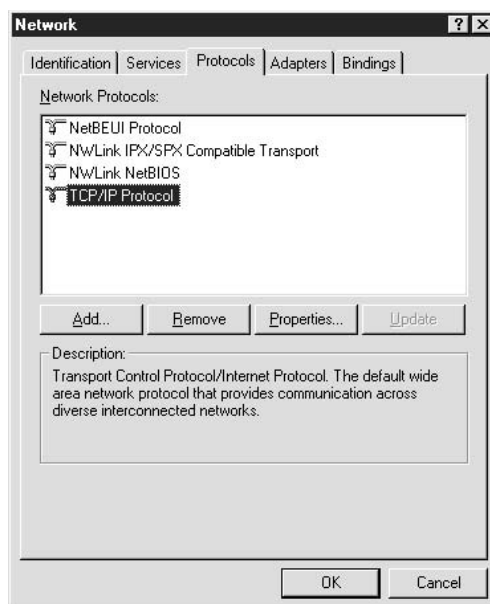 Network
? X
Identification Services Protocols Adapters Bindings
Network Protocols:
NetBEUI Protocol
NWLink IPX/SPX Compatible Transport
NWLink NetBIOS
TCP/IP Protocol
Add... Remove Properties... Update
Description:
Transport Control Protocol/Internet Protocol. The default wide
area network protocol that provides communication across
diverse interconnected networks.
OK Cancel